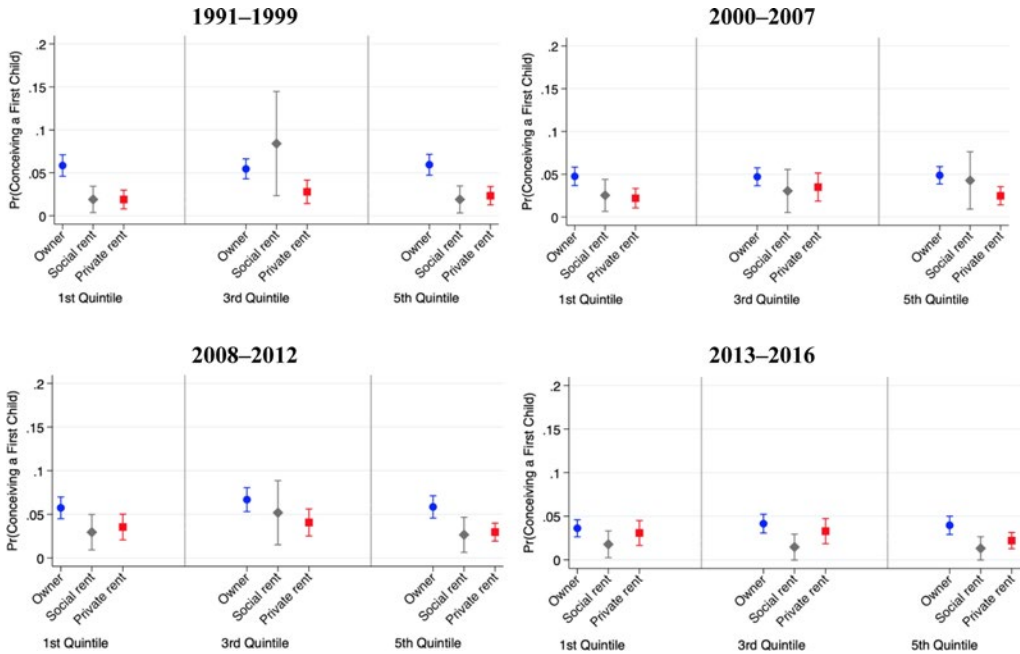 1991–1999
Pr(Conceiving a First Child)
.2
.15
.1
.05
0
Owner
Social rent
Private rent
Owner
Social rent
Private rent
Owner
Social rent
Private rent
1st Quintile
3rd Quintile
5th Quintile
2000–2007
Pr(Conceiving a First Child)
.2
.15
.1
.05
0
Owner
Social rent
Private rent
Owner
Social rent
Private rent
Owner
Social rent
Private rent
1st Quintile
3rd Quintile
5th Quintile
2008–2012
Pr(Conceiving a First Child)
.2
.15
.1
.05
0
Owner
Social rent
Private rent
Owner
Social rent
Private rent
Owner
Social rent
Private rent
1st Quintile
3rd Quintile
5th Quintile
2013–2016
Pr(Conceiving a First Child)
.2
.15
.1
.05
0
Owner
Social rent
Private rent
Owner
Social rent
Private rent
Owner
Social rent
Private rent
1st Quintile
3rd Quintile
5th Quintile